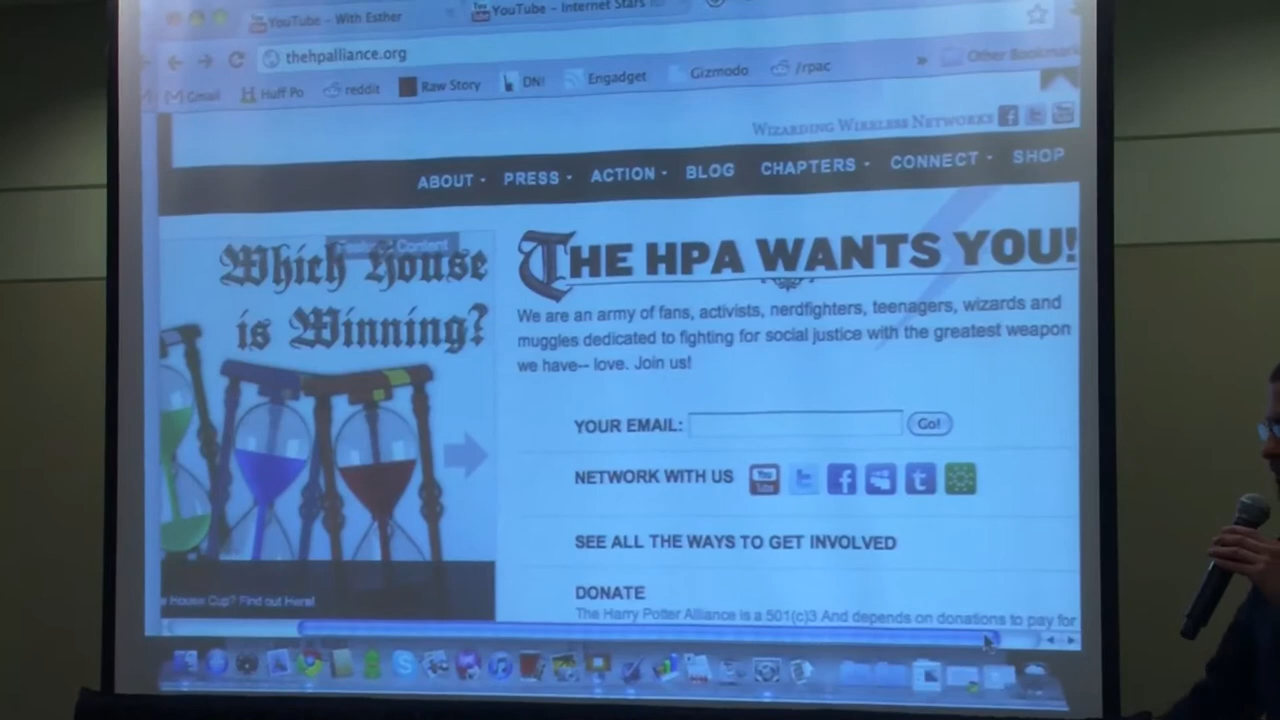 YouTube - With Esther
YouTube - Internet Stars
thehpalliance.org
Gmail
Huff Po
reddit
Raw Story
DN!
Engadget
Gizmodo
/rpac
Other Bookmark
Wizarding Wireless Networks
ABOUT
PRESS
ACTION
BLOG
CHAPTERS
CONNECT
SHOP
Which House
is Winning?
THE HPA WANTS YOU!
We are an army of fans, activists, nerdfighters, teenagers, wizards and
muggles dedicated to fighting for social justice with the greatest weapon
we have-- love. Join us!
YOUR EMAIL:
Go!
NETWORK WITH US
You Tube
SEE ALL THE WAYS TO GET INVOLVED
DONATE
The Harry Potter Alliance is a 501(c)3 And depends on donations to pay for
House Cup? Find out Here!